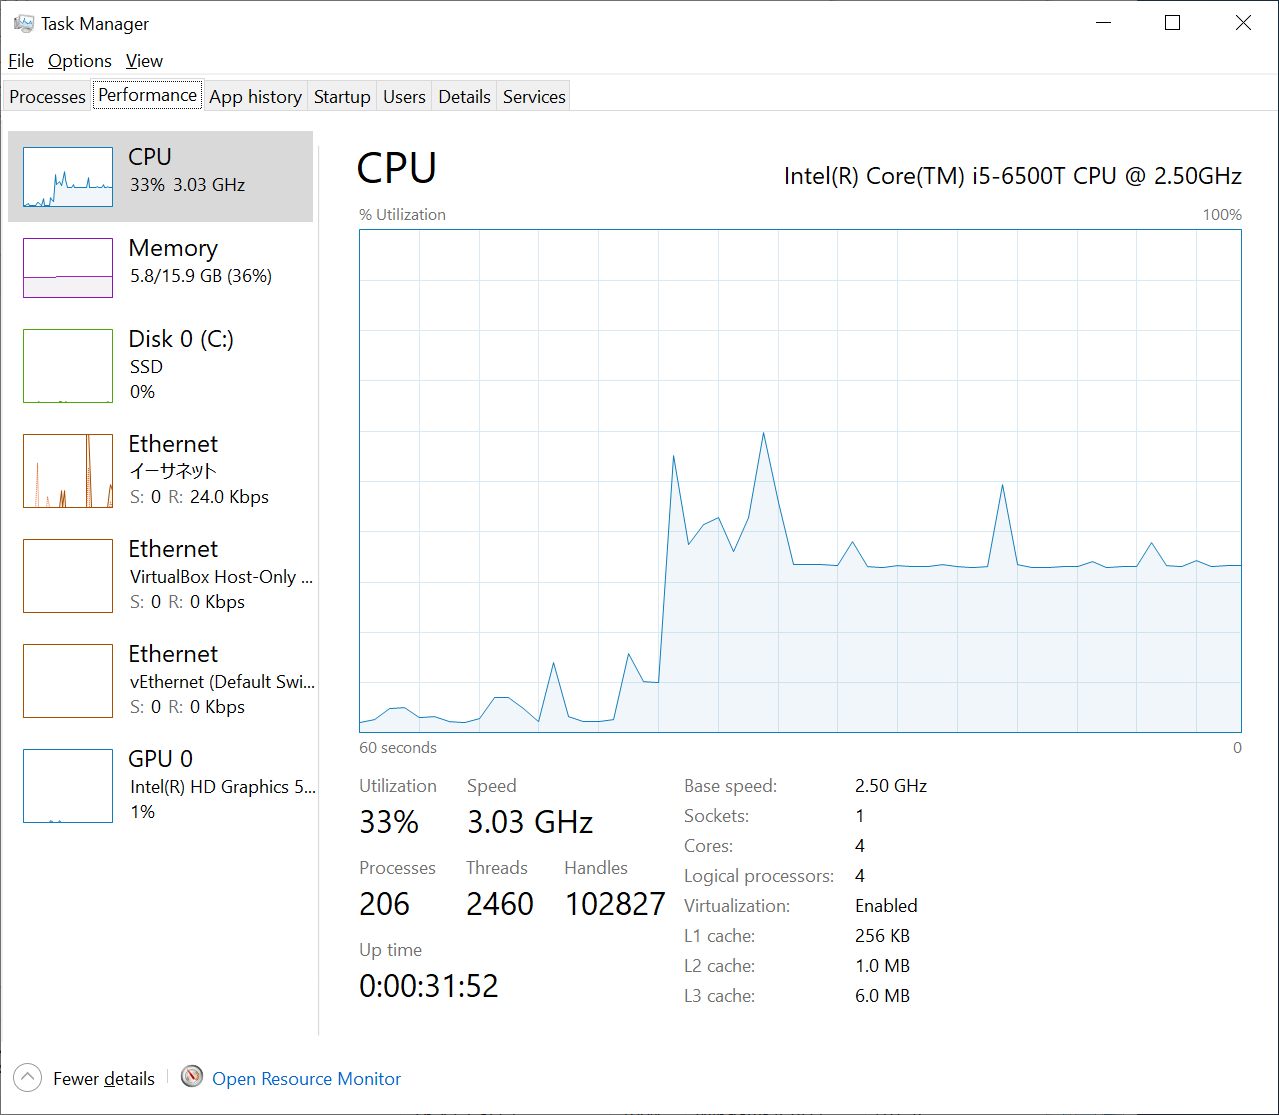 Task Manager
File Options View
Processes Performance App history Startup Users Details Services
CPU
33% 3.03 GHz
Memory
5.8/15.9 GB (36%)
Disk 0 (C:)
SSD
0%
Ethernet
イーサネット
S: 0 R: 24.0 Kbps
Ethernet
VirtualBox Host-Only ...
S: 0 R: 0 Kbps
Ethernet
vEthernet (Default Swi...
S: 0 R: 0 Kbps
GPU 0
Intel(R) HD Graphics 5...
1%
CPU
Intel(R) Core(TM) i5-6500T CPU @ 2.50GHz
% Utilization 100%
60 seconds 0
Utilization Speed
33% 3.03 GHz
Processes Threads Handles
206 2460 102827
Up time
0:00:31:52
Base speed: 2.50 GHz
Sockets: 1
Cores: 4
Logical processors: 4
Virtualization: Enabled
L1 cache: 256 KB
L2 cache: 1.0 MB
L3 cache: 6.0 MB
Fewer details Open Resource Monitor